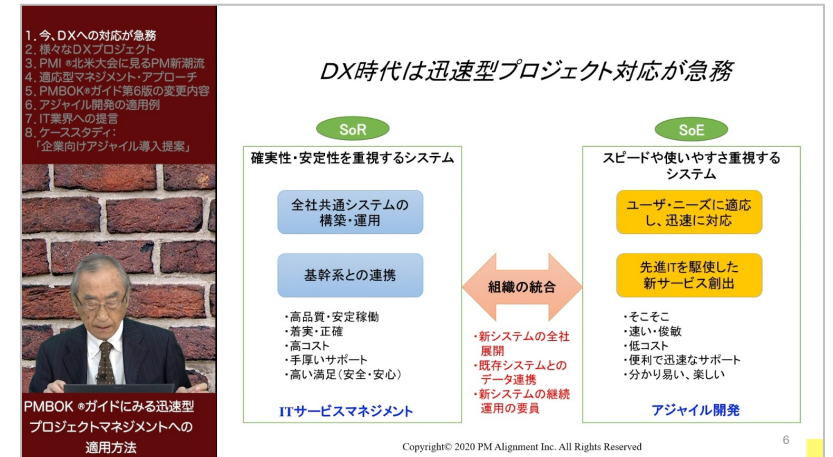 1. 今、DXへの対応が急務
2. 様々なDXプロジェクト
3. PMI ®北米大会に見るPM新潮流
4. 適応型マネジメント・アプローチ
5. PMBOK®ガイド第6版の変更内容
6. アジャイル開発の適用例
7. IT業界への提言
8. ケーススタディ:
「企業向けアジャイル導入提案」
PMBOK ®ガイドにみる迅速型
プロジェクトマネジメントへの
適用方法
DX時代は迅速型プロジェクト対応が急務
SoR
確実性・安定性を重視するシステム
全社共通システムの
構築・運用
基幹系との連携
・高品質・安定稼働
・着実・正確
・高コスト
・手厚いサポート
・高い満足(安全・安心)
ITサービスマネジメント
組織の統合
・新システムの全社
展開
・既存システムとの
データ連携
・新システムの継続
運用の要員
SoE
スピードや使いやすさ重視する
システム
ユーザ・ニーズに適応
し、迅速に対応
先進ITを駆使した
新サービス創出
・そこそこ
・速い・俊敏
・低コスト
・便利で迅速なサポート
・分かり易い、楽しい
アジャイル開発
Copyright© 2020 PM Alignment Inc. All Rights Reserved
6